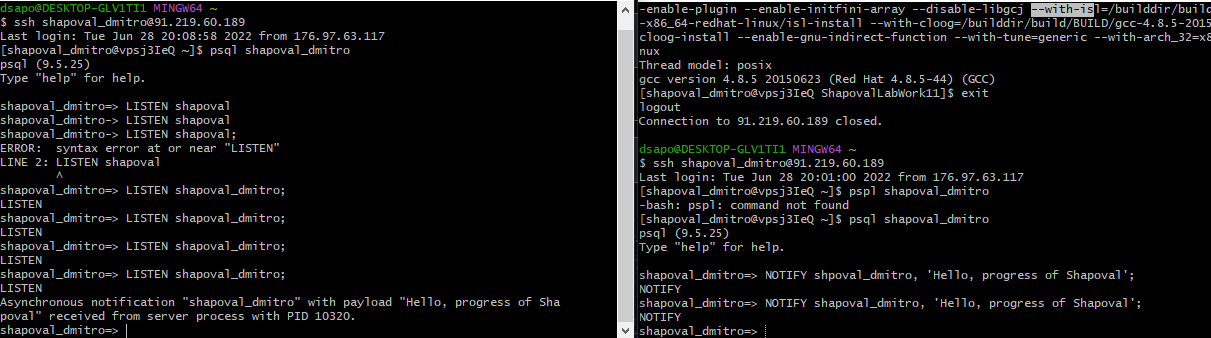 dsapo@DESKTOP-GLV1TI1 MINGW64 ~
$ ssh shapoval_dmitro@91.219.60.189
Last login: Tue Jun 28 20:08:58 2022 from 176.97.63.117
[shapoval_dmitro@vpsj3IeQ ~]$ psql shapoval_dmitro
psql (9.5.25)
Type "help" for help.
shapoval_dmitro=> LISTEN shapoval
shapoval_dmitro-> LISTEN shapoval
shapoval_dmitro-> LISTEN shapoval;
ERROR:  syntax error at or near "LISTEN"
LINE 2: LISTEN shapoval
^
shapoval_dmitro=> LISTEN shapoval_dmitro;
LISTEN
shapoval_dmitro=> LISTEN shapoval_dmitro;
LISTEN
shapoval_dmitro=> LISTEN shapoval_dmitro;
LISTEN
shapoval_dmitro=> LISTEN shapoval_dmitro;
LISTEN
Asynchronous notification "shapoval_dmitro" with payload "Hello, progress of Sha
poval" received from server process with PID 10320.
shapoval_dmitro=>
-enable-plugin --enable-initfini-array --disable-libgcj --with-isl=/builddir/build
-x86_64-redhat-linux/isl-install --with-cloog=/builddir/build/BUILD/gcc-4.8.5-2015
cloog-install --enable-gnu-indirect-function --with-tune=generic --with-arch_32=x8
nux
Thread model: posix
gcc version 4.8.5 20150623 (Red Hat 4.8.5-44) (GCC)
[shapoval_dmitro@vpsj3IeQ ShapovalLabWork11]$ exit
logout
Connection to 91.219.60.189 closed.
dsapo@DESKTOP-GLV1TI1 MINGW64 ~
$ ssh shapoval_dmitro@91.219.60.189
Last login: Tue Jun 28 20:01:00 2022 from 176.97.63.117
[shapoval_dmitro@vpsj3IeQ ~]$ pspl shapoval_dmitro
-bash: pspl: command not found
[shapoval_dmitro@vpsj3IeQ ~]$ psql shapoval_dmitro
psql (9.5.25)
Type "help" for help.
shapoval_dmitro=> NOTIFY shpoval_dmitro, 'Hello, progress of Shapoval';
NOTIFY
shapoval_dmitro=> NOTIFY shapoval_dmitro, 'Hello, progress of Shapoval';
NOTIFY
shapoval_dmitro=>